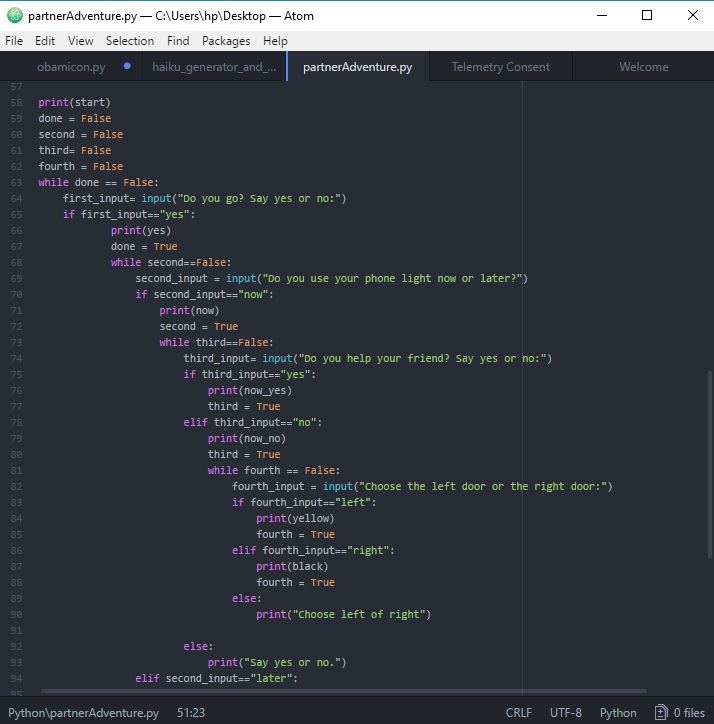 partnerAdventure.py — C:\Users\hp\Desktop — Atom
File Edit View Selection Find Packages Help
obamicon.py haiku_generator_and_... partnerAdventure.py Telemetry Consent Welcome
57
58 print(start)
59 done = False
60 second = False
61 third= False
62 fourth = False
63 while done == False:
64 first_input= input("Do you go? Say yes or no:")
65 if first_input=="yes":
66 print(yes)
67 done = True
68 while second==False:
69 second_input = input("Do you use your phone light now or later?")
70 if second_input=="now":
71 print(now)
72 second = True
73 while third==False:
74 third_input= input("Do you help your friend? Say yes or no:")
75 if third_input=="yes":
76 print(now_yes)
77 third = True
78 elif third_input=="no":
79 print(now_no)
80 third = True
81 while fourth == False:
82 fourth_input = input("Choose the left door or the right door:")
83 if fourth_input=="left":
84 print(yellow)
85 fourth = True
86 elif fourth_input=="right":
87 print(black)
88 fourth = True
89 else:
90 print("Choose left of right")
91
92 else:
93 print("Say yes or no.")
94 elif second_input=="later":
95
Python\partnerAdventure.py 51:23 CRLF UTF-8 Python 0 files